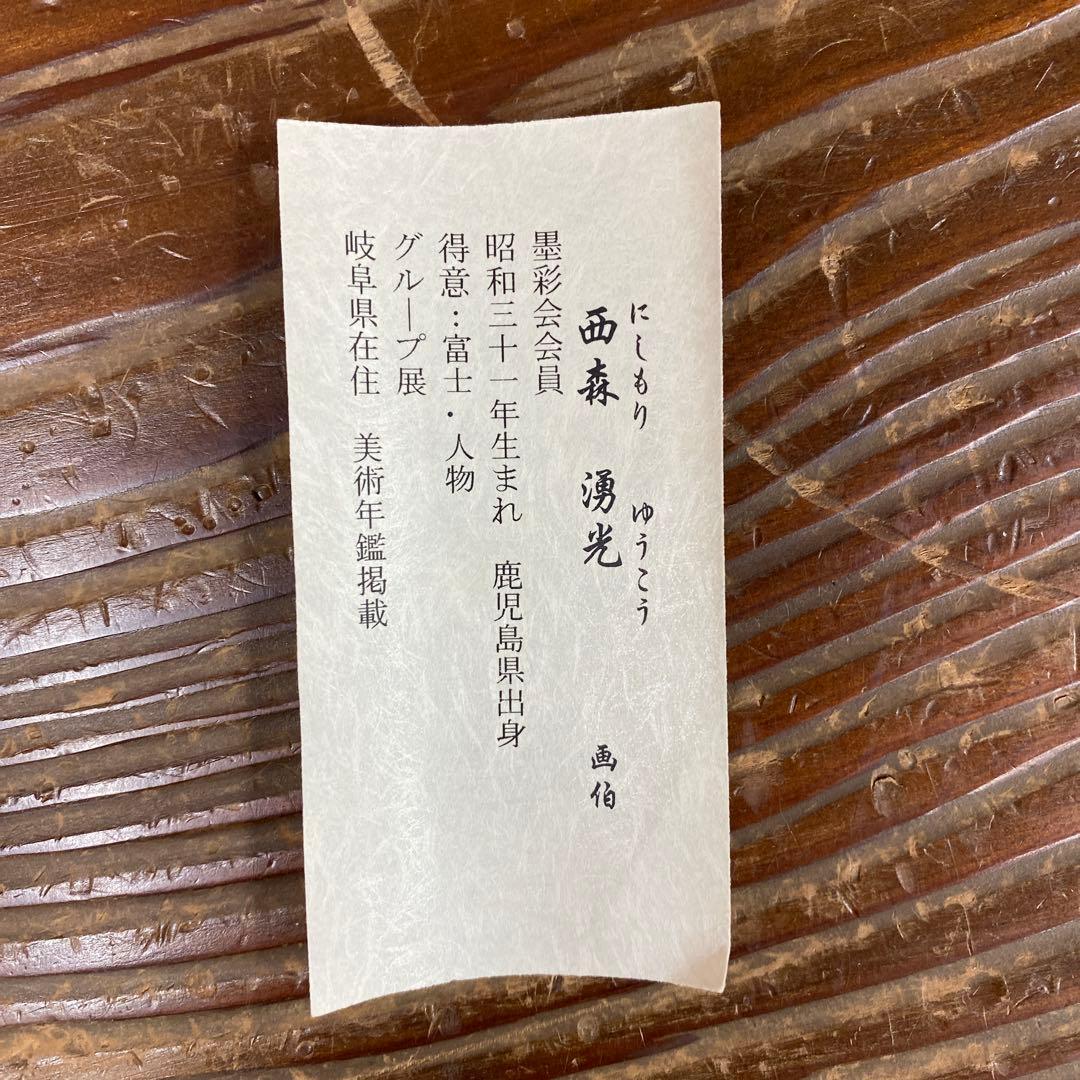 にしもり ゆうこう
西森 湧光 画伯
墨彩会会員
昭和三十一年生まれ 鹿児島県出身
得意：富士・人物
グループ展
岐阜県在住 美術年鑑掲載